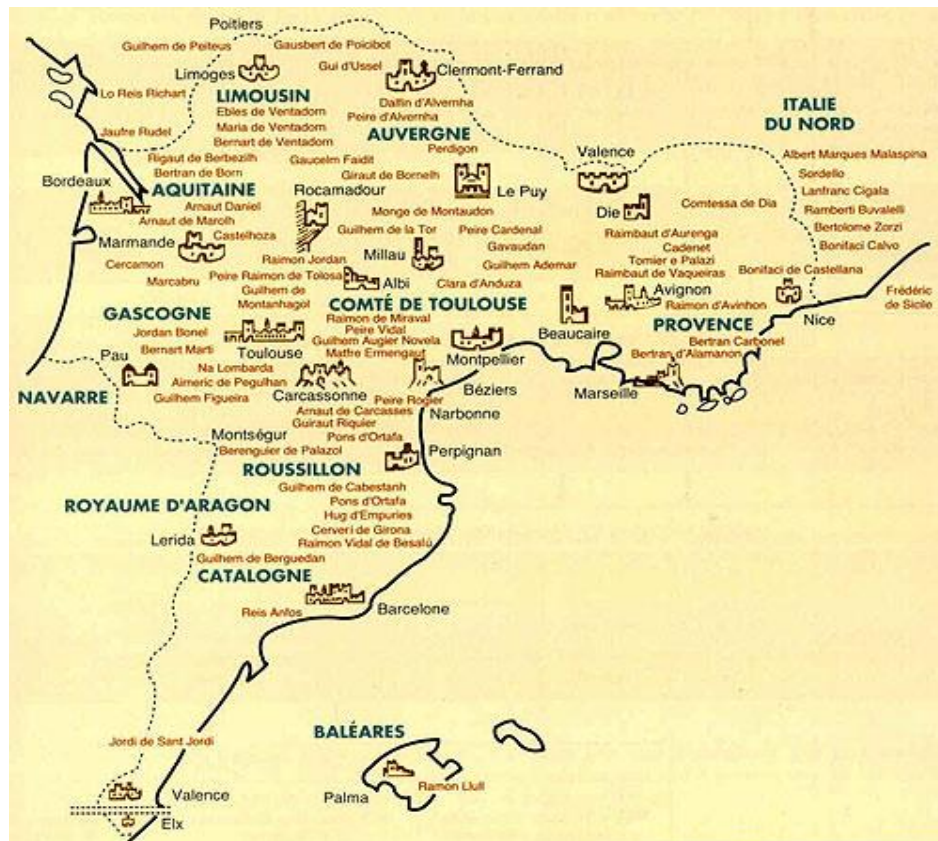 Poitiers
Guilhem de Peiteus
Gausbert de Poicibot
Limoges
Gui d'Ussel
Clermont-Ferrand
Lo Reis Richart
LIMOUSIN
Dalfin d'Alvernha
ITALIE
DU NORD
Ebles de Ventadorn
Peire d'Alvernha
Maria de Ventadorn
AUVERGNE
Jaufre Rudel
Bernart de Ventadorn
Perdigon
Rigaut de Berbezilh
Gaucelm Faidit
Valence
Albert Marques Malaspina
Bertran de Born
Giraut de Bornelh
Sordello
Bordeaux
AQUITAINE
Rocamadour
Le Puy
Lanfranc Cigala
Arnaut Daniel
Die
Comtessa de Dia
Ramberti Buvalelli
Arnaut de Marolh
Monge de Montaudon
Bertolome Zorzi
Marmande
Castelhoza
Guilhem de la Tor
Peire Cardenal
Raimbaut d'Aurenga
Bonifaci Calvo
Millau
Gavaudan
Cadenet
Cercamon
Raimon Jordan
Guilhem Ademar
Tomier e Palazi
Marcabru
Peire Raimon de Tolosa
Albi
Clara d'Anduza
Raimbaut de Vaqueiras
Bonifaci de Castellana
Guilhem de
Montanhagol
COMTÉ DE TOULOUSE
Avignon
Raimon d'Avinhon
Frédéric
de Sicile
GASCOGNE
Raimon de Miraval
Beaucaire
PROVENCE
Nice
Jordan Bonel
Peire Vidal
Bertran Carbonel
Bernart Marti
Toulouse
Guilhem Augier Novela
Matfre Ermengaut
Montpellier
Bertran d'Alamanon
Pau
Na Lombarda
NAVARRE
Aimeric de Pegulhan
Carcassonne
Béziers
Marseille
Guilhem Figueira
Peire Rogier
Arnaut de Carcasses
Narbonne
Guiraut Riquier
Montségur
Pons d'Ortafa
Berenguier de Palazol
Perpignan
ROUSSILLON
Guilhem de Cabestanh
ROYAUME D'ARAGON
Pons d'Ortafa
Hug d'Empuries
Lerida
Cerveri de Girona
Raimon Vidal de Besalú
Guilhem de Berguedan
CATALOGNE
Reis Anfos
Barcelone
Jordi de Sant Jordi
BALÉARES
Valence
Palma
Ramon Llull
Elx